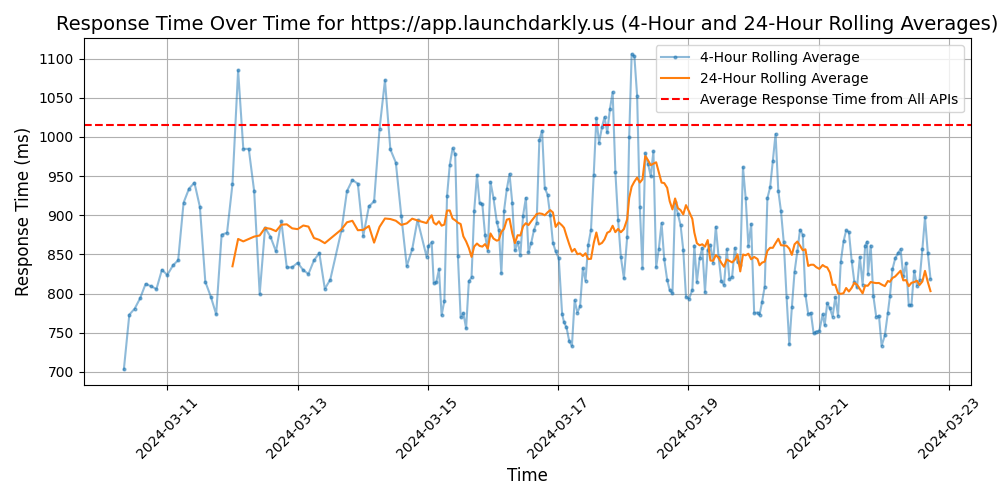 Response Time Over Time for https://app.launchdarkly.us (4-Hour and 24-Hour Rolling Averages)
4-Hour Rolling Average
24-Hour Rolling Average
Average Response Time from All APIs
Response Time (ms)
1100
1050
1000
950
900
850
800
750
700
2024-03-11
2024-03-13
2024-03-15
2024-03-17
2024-03-19
2024-03-21
2024-03-23
Time